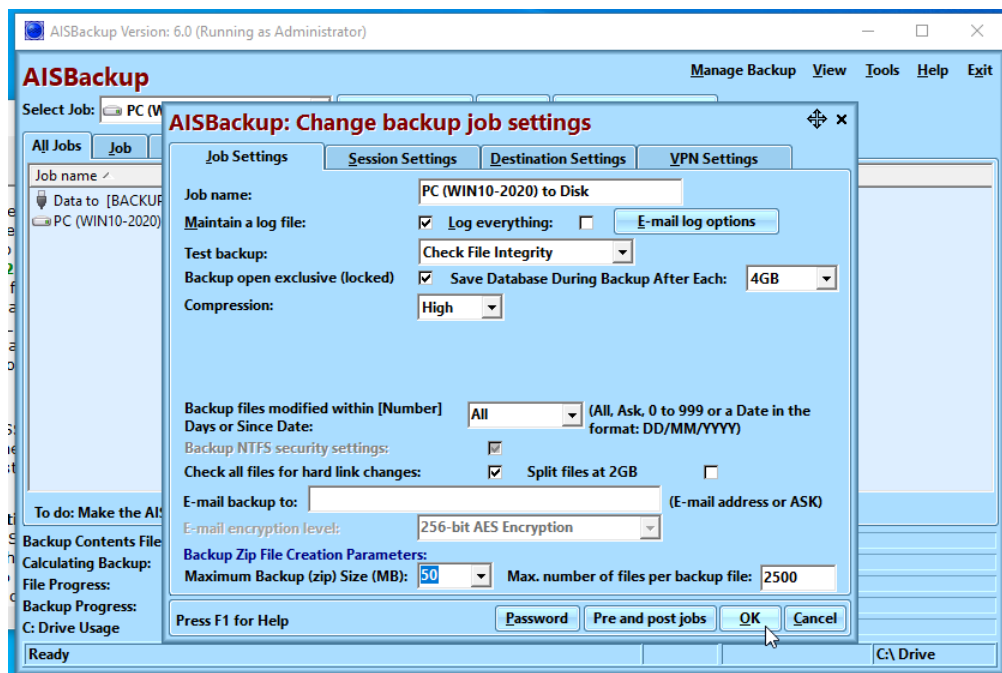 AISBackup Version: 6.0 (Running as Administrator)
AISBackup
Manage Backup View Tools Help Exit
Select Job: PC (W
AISBackup: Change backup job settings
All Jobs Job
Job Settings Session Settings Destination Settings VPN Settings
Job name
Data to [BACKUP
PC (WIN10-2020)
Job name: PC (WIN10-2020) to Disk
Maintain a log file: Log everything: E-mail log options
Test backup: Check File Integrity
Backup open exclusive (locked) Save Database During Backup After Each: 4GB
Compression: High
Backup files modified within [Number] All (All, Ask, 0 to 999 or a Date in the
Days or Since Date: format: DD/MM/YYYY)
Backup NTFS security settings:
Check all files for hard link changes: Split files at 2GB
E-mail backup to: (E-mail address or ASK)
E-mail encryption level: 256-bit AES Encryption
Backup Zip File Creation Parameters:
Maximum Backup (zip) Size (MB): 50 Max. number of files per backup file: 2500
Press F1 for Help Password Pre and post jobs OK Cancel
To do: Make the AIS
Backup Contents File
Calculating Backup:
File Progress:
Backup Progress:
C: Drive Usage
Ready C:\ Drive